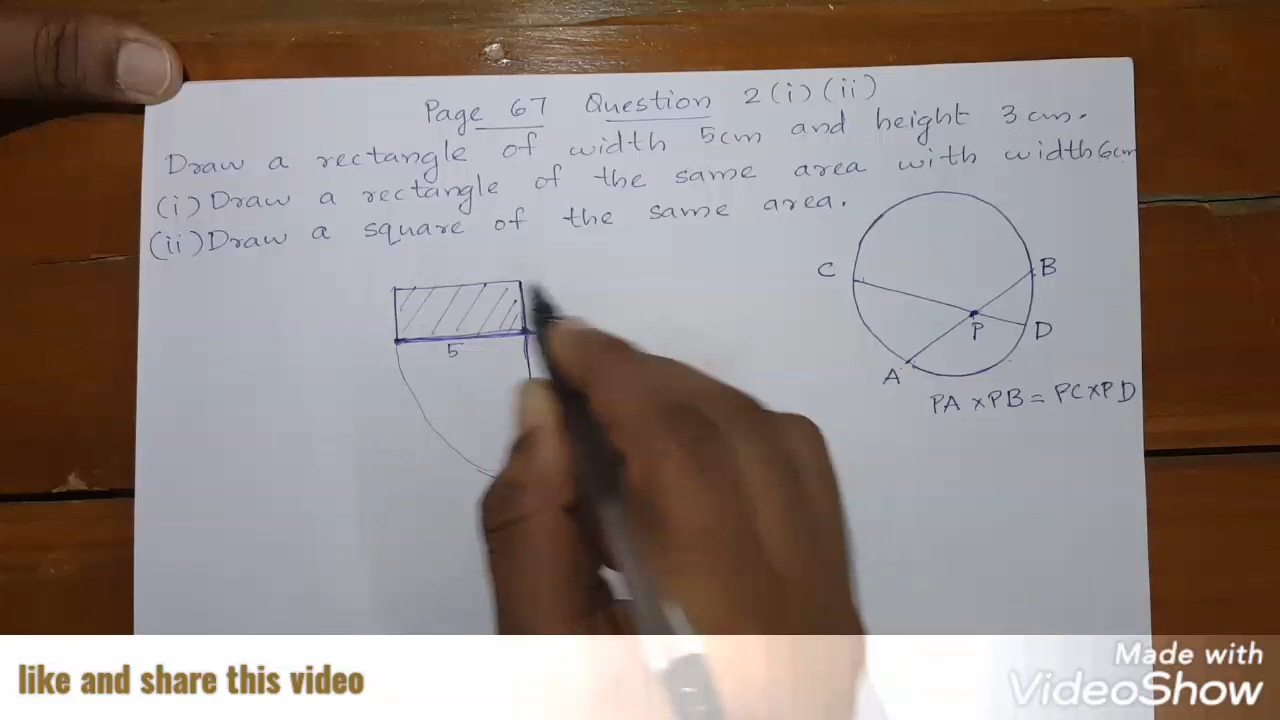 Page 67 Question 2(i)(ii)
Draw a rectangle of width 5cm and height 3cm.
(i) Draw a rectangle of the same area with width 6cm
(ii) Draw a square of the same area.
C
B
P
D
A
5
PA × PB = PC × PD
like and share this video
Made with
VideoShow